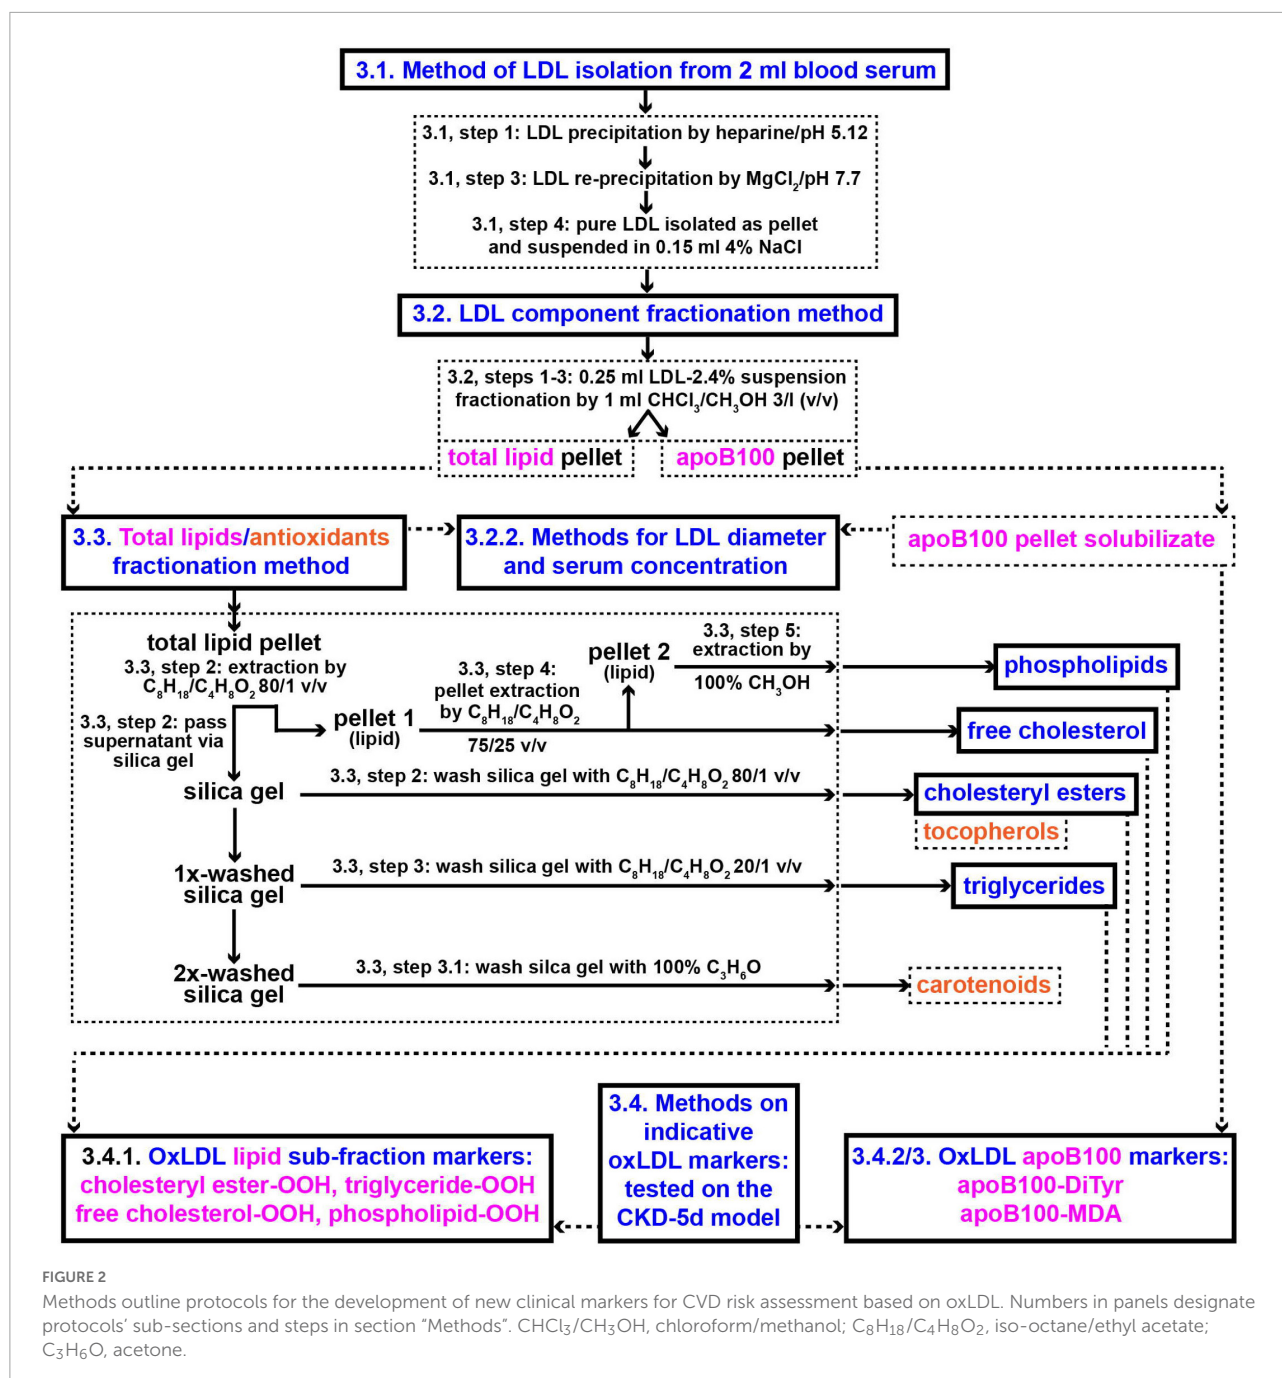 3.1. Method of LDL isolation from 2 ml blood serum
3.1, step 1: LDL precipitation by heparine/pH 5.12
3.1, step 3: LDL re-precipitation by MgCl₂/pH 7.7
3.1, step 4: pure LDL isolated as pellet
and suspended in 0.15 ml 4% NaCl
3.2. LDL component fractionation method
3.2, steps 1-3: 0.25 ml LDL-2.4% suspension
fractionation by 1 ml CHCl₃/CH₃OH 3/l (v/v)
total lipid pellet
apoB100 pellet
3.3. Total lipids/antioxidants
fractionation method
3.2.2. Methods for LDL diameter
and serum concentration
apoB100 pellet solubilizate
total lipid pellet
3.3, step 2: extraction by
C₈H₁₈/C₄H₈O₂ 80/1 v/v
3.3, step 2: pass
supernatant via
silica gel
pellet 1
(lipid)
3.3, step 4:
pellet extraction
by C₈H₁₈/C₄H₈O₂
75/25 v/v
pellet 2
(lipid)
3.3, step 5:
extraction by
100% CH₃OH
phospholipids
free cholesterol
silica gel
3.3, step 2: wash silica gel with C₈H₁₈/C₄H₈O₂ 80/1 v/v
cholesteryl esters
tocopherols
1x-washed
silica gel
3.3, step 3: wash silica gel with C₈H₁₈/C₄H₈O₂ 20/1 v/v
triglycerides
2x-washed
silica gel
3.3, step 3.1: wash silca gel with 100% C₃H₆O
carotenoids
3.4.1. OxLDL lipid sub-fraction markers:
cholesteryl ester-OOH, triglyceride-OOH
free cholesterol-OOH, phospholipid-OOH
3.4. Methods on
indicative
oxLDL markers:
tested on the
CKD-5d model
3.4.2/3. OxLDL apoB100 markers:
apoB100-DiTyr
apoB100-MDA
FIGURE 2
Methods outline protocols for the development of new clinical markers for CVD risk assessment based on oxLDL. Numbers in panels designate
protocols’ sub-sections and steps in section “Methods”. CHCl₃/CH₃OH, chloroform/methanol; C₈H₁₈/C₄H₈O₂, iso-octane/ethyl acetate;
C₃H₆O, acetone.